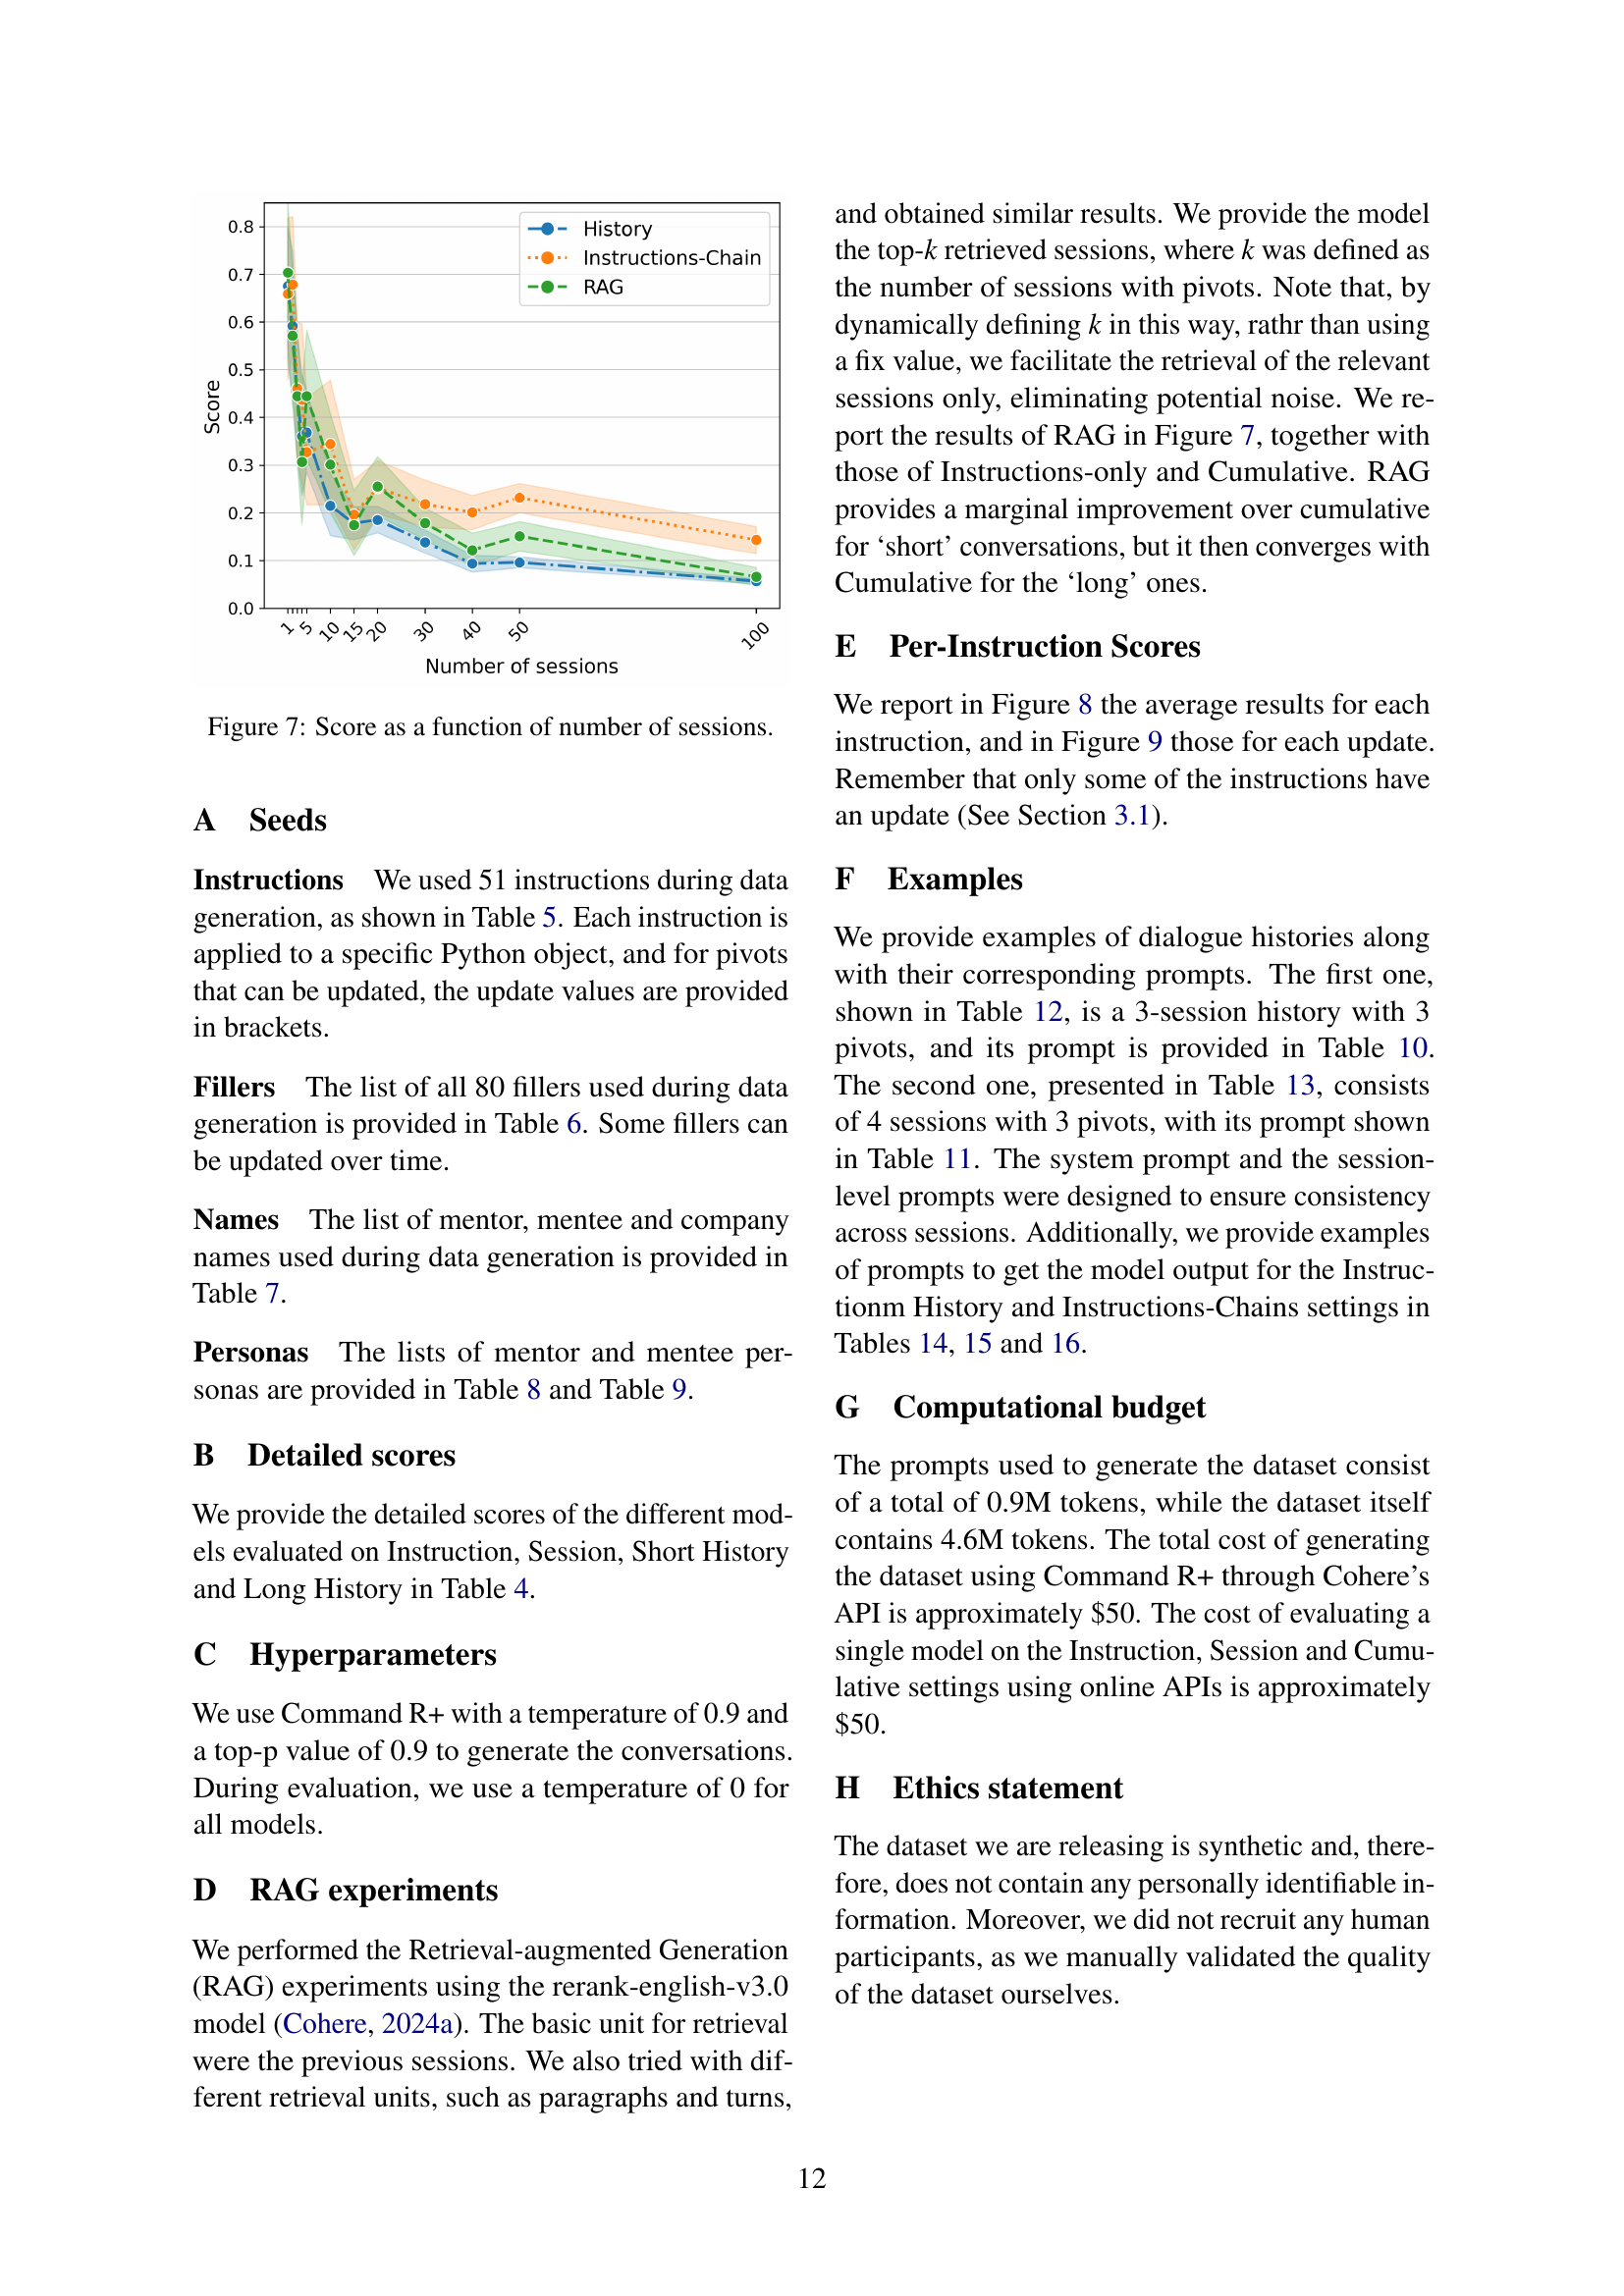 0.8
0.7
0.6
0.5
0.4
0.3
0.2
0.1
0.0
Score
History
Instructions-Chain
RAG
1
5
10
15
20
30
40
50
100
Number of sessions
Figure 7: Score as a function of number of sessions.
A Seeds
Instructions We used 51 instructions during data
generation, as shown in Table 5. Each instruction is
applied to a specific Python object, and for pivots
that can be updated, the update values are provided
in brackets.
Fillers The list of all 80 fillers used during data
generation is provided in Table 6. Some fillers can
be updated over time.
Names The list of mentor, mentee and company
names used during data generation is provided in
Table 7.
Personas The lists of mentor and mentee per-
sonas are provided in Table 8 and Table 9.
B Detailed scores
We provide the detailed scores of the different mod-
els evaluated on Instruction, Session, Short History
and Long History in Table 4.
C Hyperparameters
We use Command R+ with a temperature of 0.9 and
a top-p value of 0.9 to generate the conversations.
During evaluation, we use a temperature of 0 for
all models.
D RAG experiments
We performed the Retrieval-augmented Generation
(RAG) experiments using the rerank-english-v3.0
model (Cohere, 2024a). The basic unit for retrieval
were the previous sessions. We also tried with dif-
ferent retrieval units, such as paragraphs and turns,
and obtained similar results. We provide the model
the top-k retrieved sessions, where k was defined as
the number of sessions with pivots. Note that, by
dynamically defining k in this way, rathr than using
a fix value, we facilitate the retrieval of the relevant
sessions only, eliminating potential noise. We re-
port the results of RAG in Figure 7, together with
those of Instructions-only and Cumulative. RAG
provides a marginal improvement over cumulative
for ‘short’ conversations, but it then converges with
Cumulative for the ‘long’ ones.
E Per-Instruction Scores
We report in Figure 8 the average results for each
instruction, and in Figure 9 those for each update.
Remember that only some of the instructions have
an update (See Section 3.1).
F Examples
We provide examples of dialogue histories along
with their corresponding prompts. The first one,
shown in Table 12, is a 3-session history with 3
pivots, and its prompt is provided in Table 10.
The second one, presented in Table 13, consists
of 4 sessions with 3 pivots, with its prompt shown
in Table 11. The system prompt and the session-
level prompts were designed to ensure consistency
across sessions. Additionally, we provide examples
of prompts to get the model output for the Instruc-
tionm History and Instructions-Chains settings in
Tables 14, 15 and 16.
G Computational budget
The prompts used to generate the dataset consist
of a total of 0.9M tokens, while the dataset itself
contains 4.6M tokens. The total cost of generating
the dataset using Command R+ through Cohere’s
API is approximately $50. The cost of evaluating a
single model on the Instruction, Session and Cumu-
lative settings using online APIs is approximately
$50.
H Ethics statement
The dataset we are releasing is synthetic and, there-
fore, does not contain any personally identifiable in-
formation. Moreover, we did not recruit any human
participants, as we manually validated the quality
of the dataset ourselves.
12